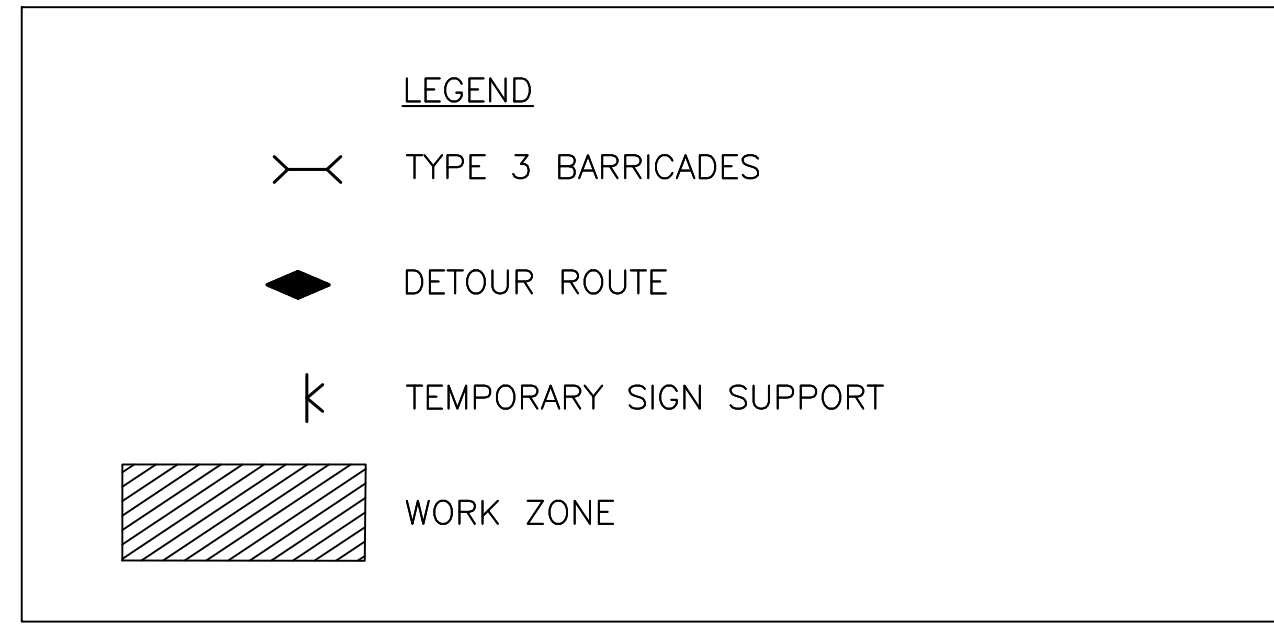 LEGEND
TYPE 3 BARRICADES
DETOUR ROUTE
TEMPORARY SIGN SUPPORT
WORK ZONE